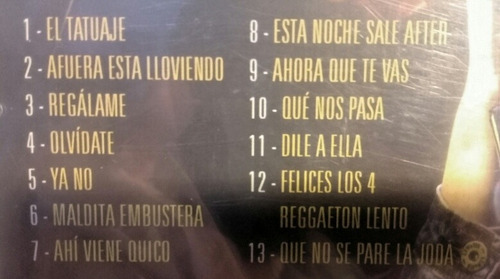 1 - EL TATUAJE
2 - AFUERA ESTA LLOVIENDO
3 - REGÁLAME
4 - OLVÍDATE
5 - YA NO
6 - MALDITA EMBUSTERA
7 - AHÍ VIENE QUICO
8 - ESTA NOCHE SALE AFTER
9 - AHORA QUE TE VAS
10 - QUÉ NOS PASA
11 - DILE A ELLA
12 - FELICES LOS 4
REGGAETON LENTO
13 - QUE NO SE PARE LA JODA